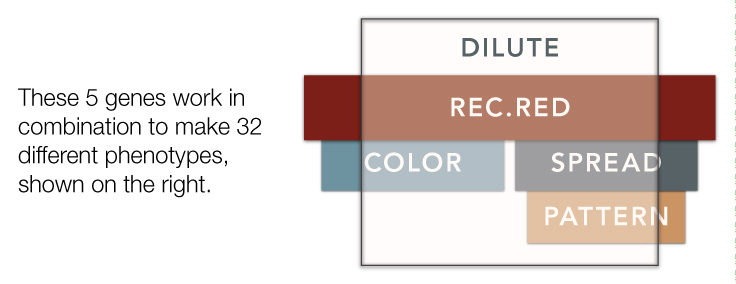 These 5 genes work in
combination to make 32
different phenotypes,
shown on the right.
DILUTE
REC.RED
COLOR
SPREAD
PATTERN